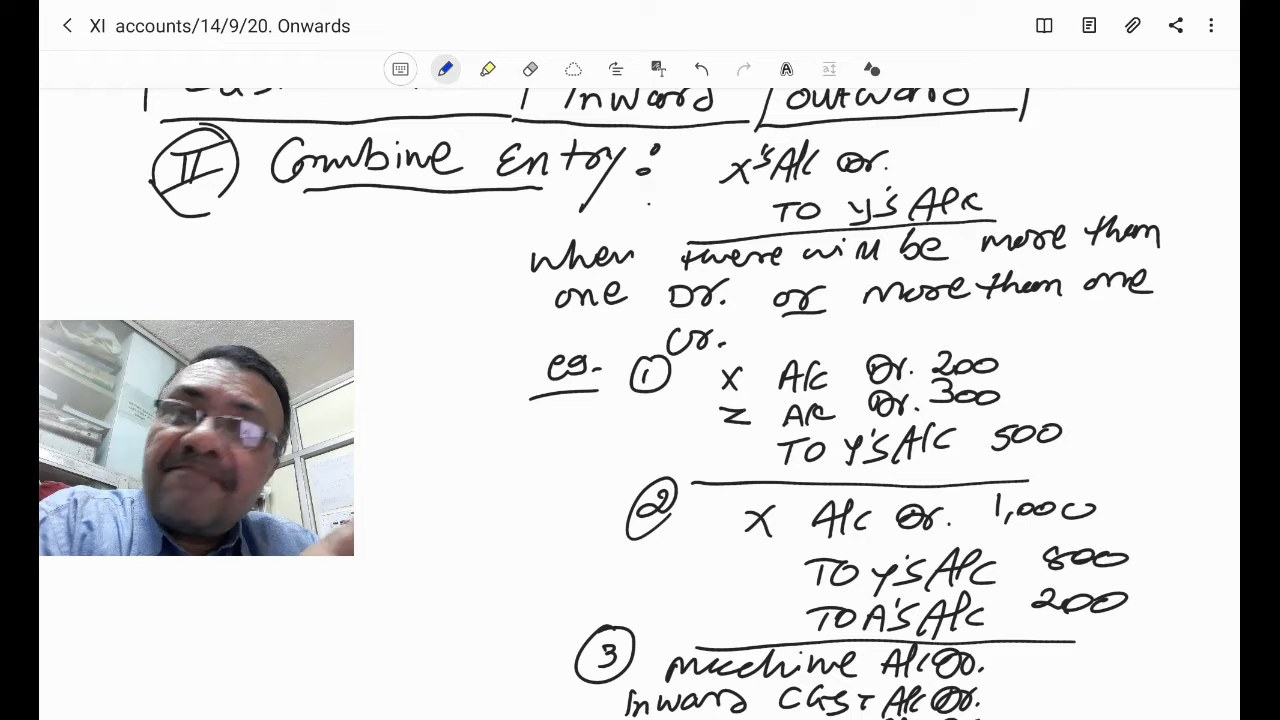 XI accounts/14/9/20. Onwards
Inward outward
II Combine Entry:
X's A/c Dr.
TO Y's A/c
when there will be more than
one Dr. or more than one
Cr.
eg. 1 X A/c Dr. 200
Z A/c Dr. 300
TO Y's A/c 500
2 X A/c Dr. 1,000
TO Y's A/c 800
TO A's A/c 200
3 machine A/c Dr.
Inward CGST A/c Dr.